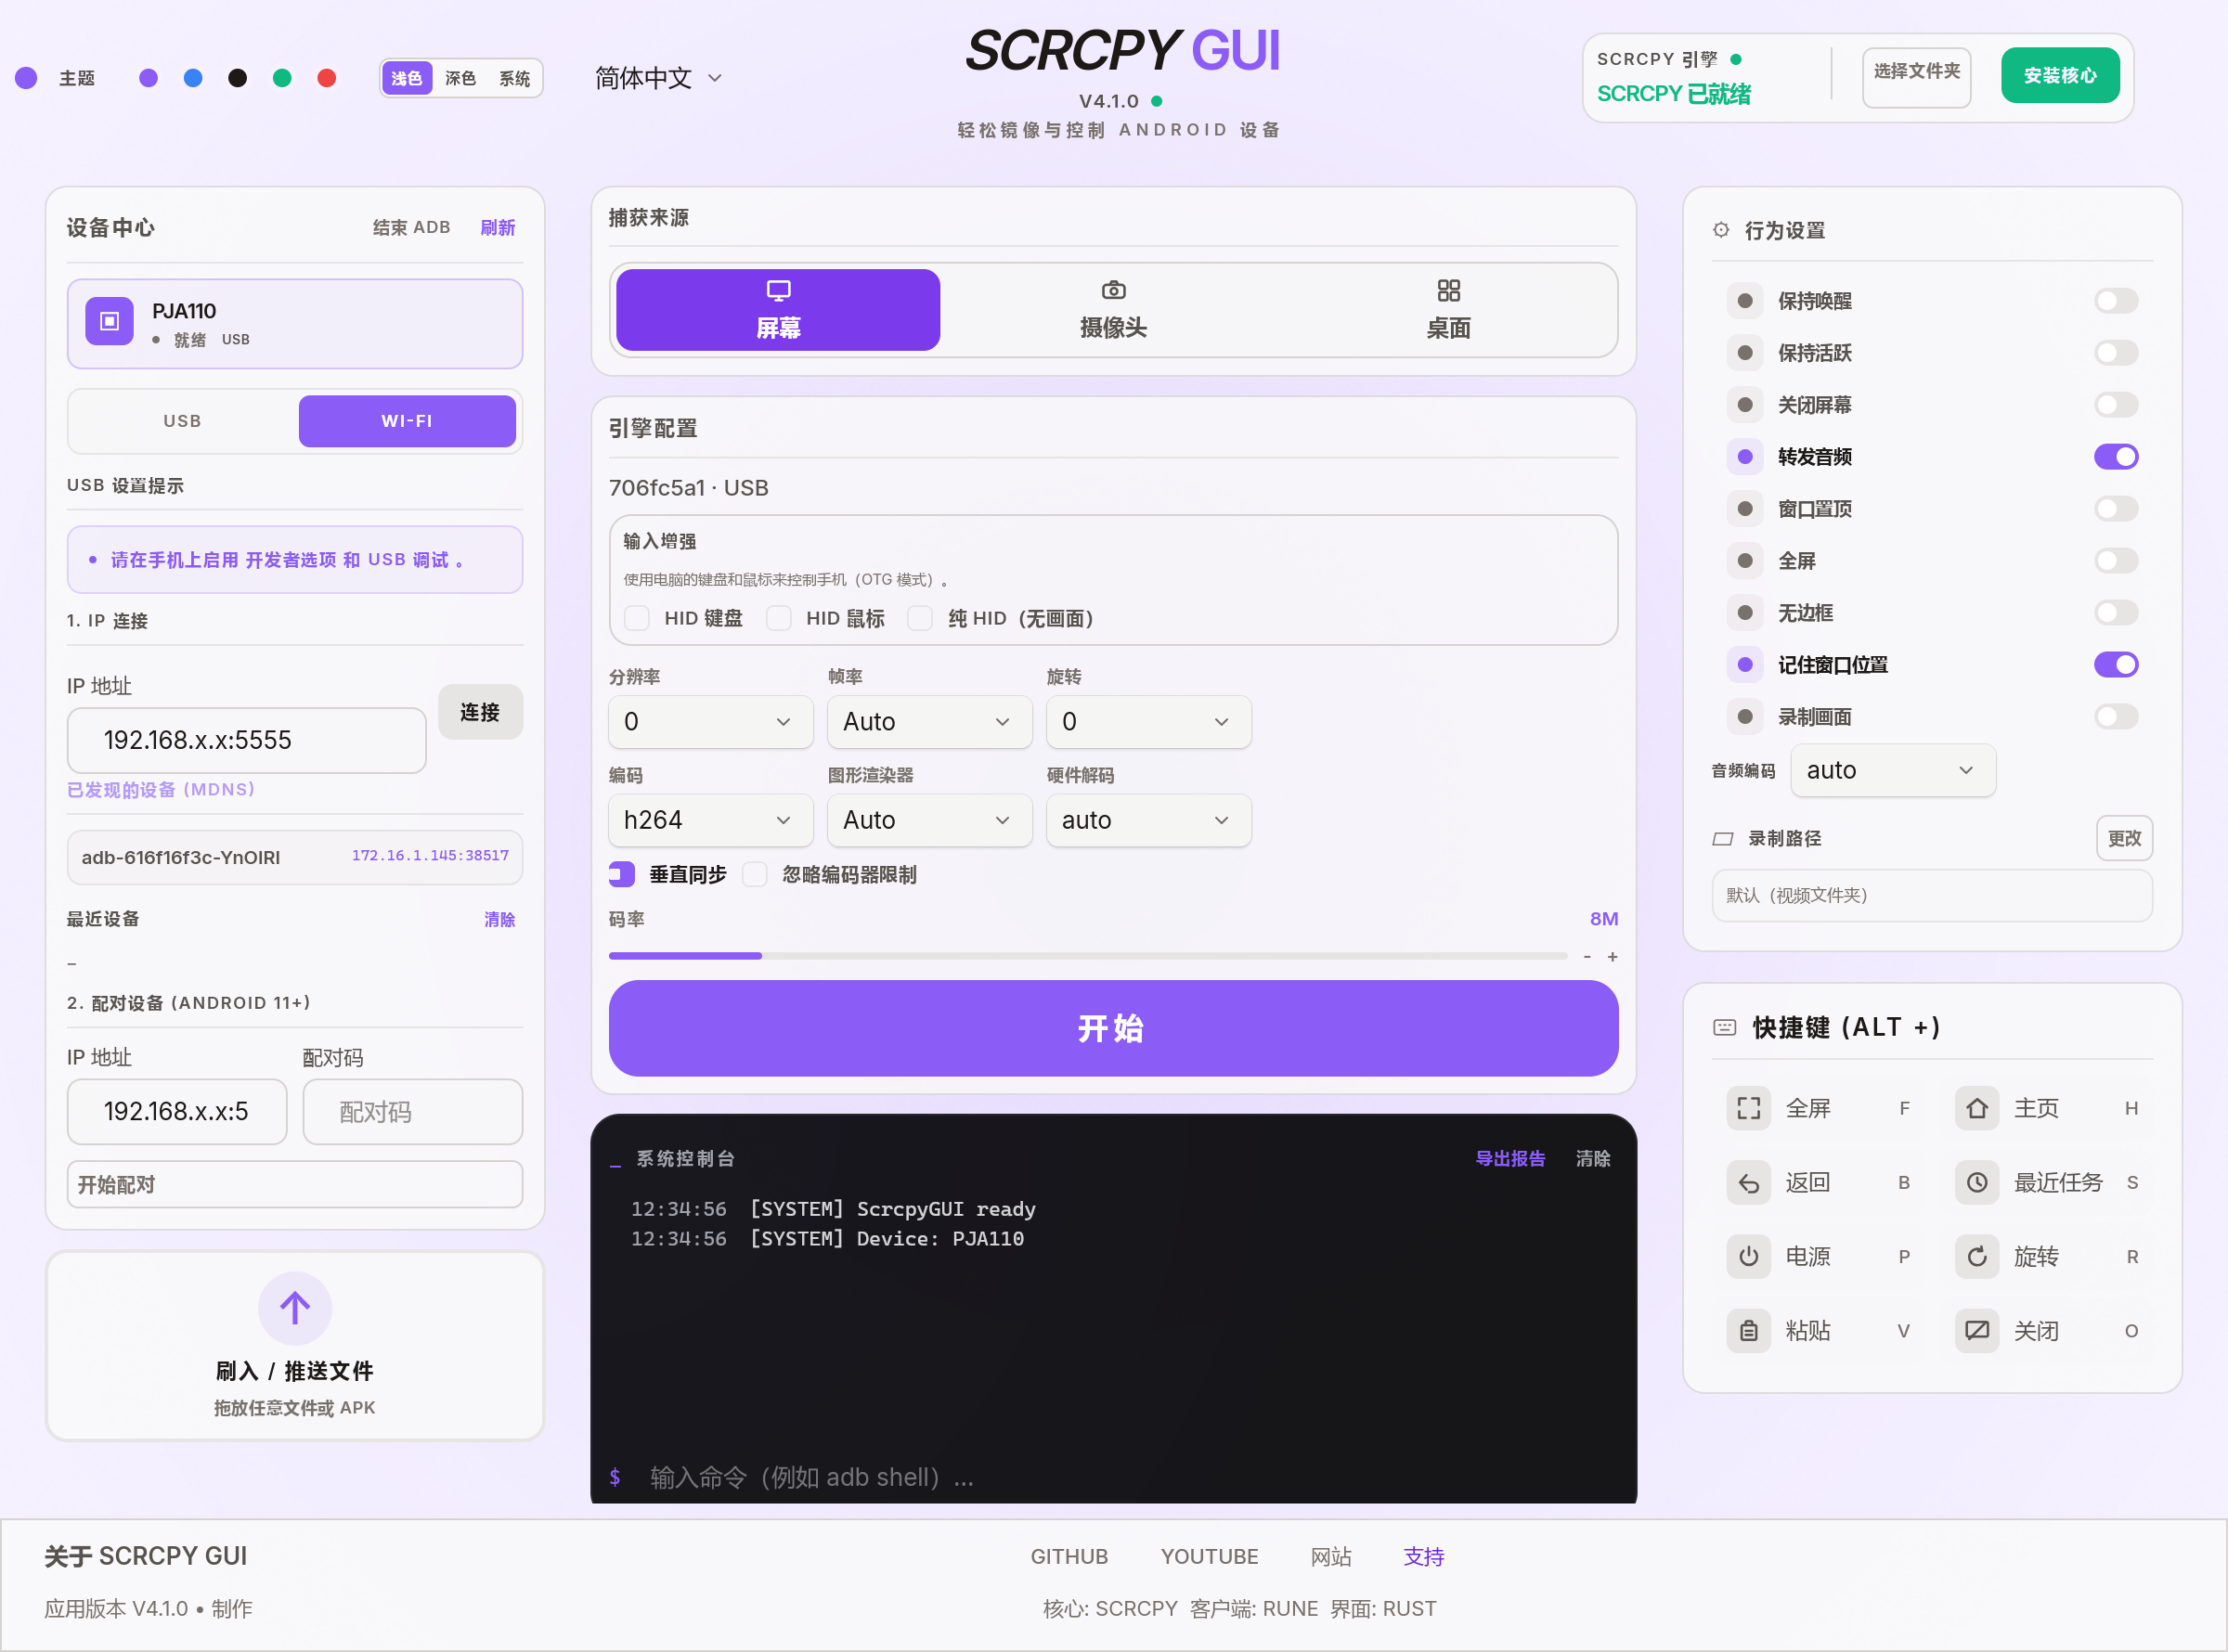 主题
浅色 深色 系统
简体中文
SCRCPY GUI
V4.1.0
轻松镜像与控制 ANDROID 设备
SCRCPY 引擎
SCRCPY 已就绪
选择文件夹
安装核心
设备中心
结束 ADB 刷新
PJA110
就绪 USB
USB WI-FI
USB 设置提示
• 请在手机上启用 开发者选项 和 USB 调试 。
1. IP 连接
IP 地址
192.168.x.x:5555
连接
已发现的设备 (MDNS)
adb-616f16f3c-YnOIRI 172.16.1.145:38517
最近设备 清除
–
2. 配对设备 (ANDROID 11+)
IP 地址 配对码
192.168.x.x:5 配对码
开始配对
刷入 / 推送文件
拖放任意文件或 APK
捕获来源
屏幕 摄像头 桌面
引擎配置
706fc5a1 · USB
输入增强
使用电脑的键盘和鼠标来控制手机（OTG 模式）。
HID 键盘 HID 鼠标 纯 HID（无画面）
分辨率 帧率 旋转
0 Auto 0
编码 图形渲染器 硬件解码
h264 Auto auto
垂直同步 忽略编码器限制
码率 8M
- +
开始
_ 系统控制台 导出报告 清除
12:34:56 [SYSTEM] ScrcpyGUI ready
12:34:56 [SYSTEM] Device: PJA110
$ 输入命令（例如 adb shell）...
行为设置
保持唤醒
保持活跃
关闭屏幕
转发音频
窗口置顶
全屏
无边框
记住窗口位置
录制画面
音频编码 auto
录制路径 更改
默认（视频文件夹）
快捷键 (ALT +)
全屏 F 主页 H
返回 B 最近任务 S
电源 P 旋转 R
粘贴 V 关闭 O
关于 SCRCPY GUI
应用版本 V4.1.0 • 制作
GITHUB YOUTUBE 网站 支持
核心: SCRCPY 客户端: RUNE 界面: RUST